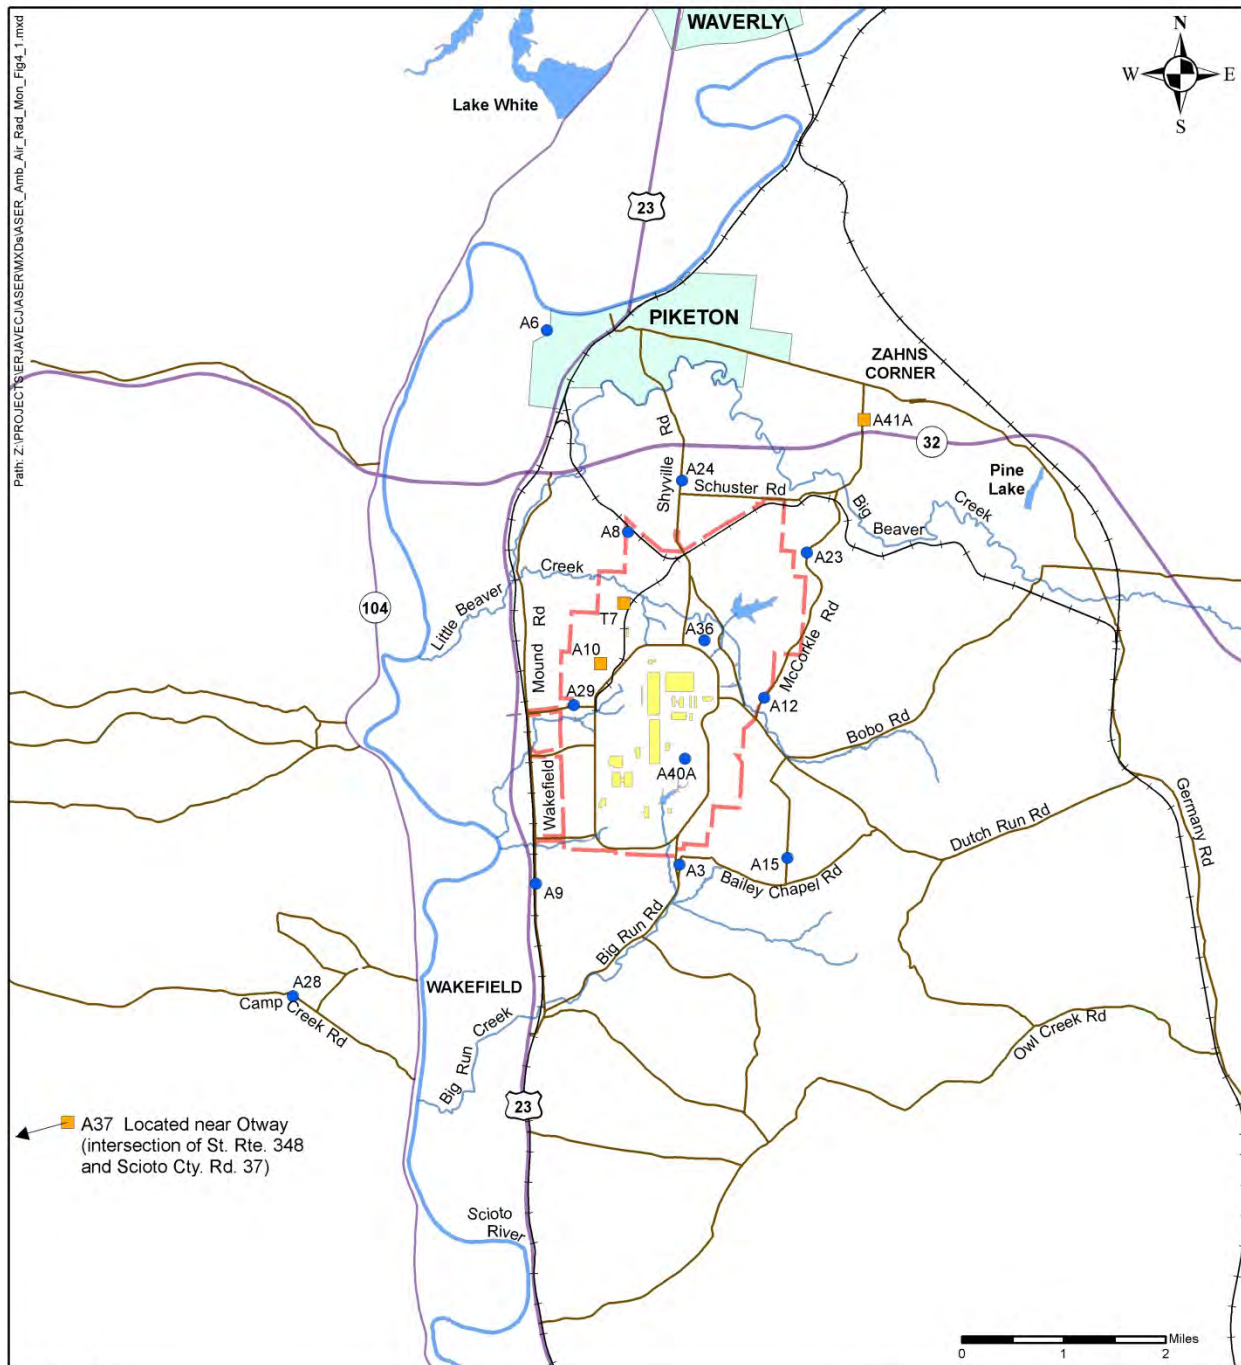 Path: Z:\PROJECTS\ERJAVECJ\ASER\MXDs\ASER_Amb_Air_Rad_Mon_Fig4_1.mxd
WAVERLY
N
W
E
S
Lake White
23
A6
PIKETON
ZAHNS
CORNER
A41A
32
Shyville Rd
A24
Schuster Rd
Pine
Lake
Big
Beaver
Creek
A8
A23
Little Beaver
Creek
104
T7
Mound Rd
A36
McCorkle Rd
A10
A29
A12
Bobo Rd
A40A
Wakefield
Germany Rd
Dutch Run Rd
A3
A15
Bailey Chapel Rd
A9
Big Run Rd
A28
Camp Creek Rd
WAKEFIELD
Big Run Creek
Owl Creek Rd
23
A37 Located near Otway
(intersection of St. Rte. 348
and Scioto Cty. Rd. 37)
Scioto
River
Miles
0 1 2